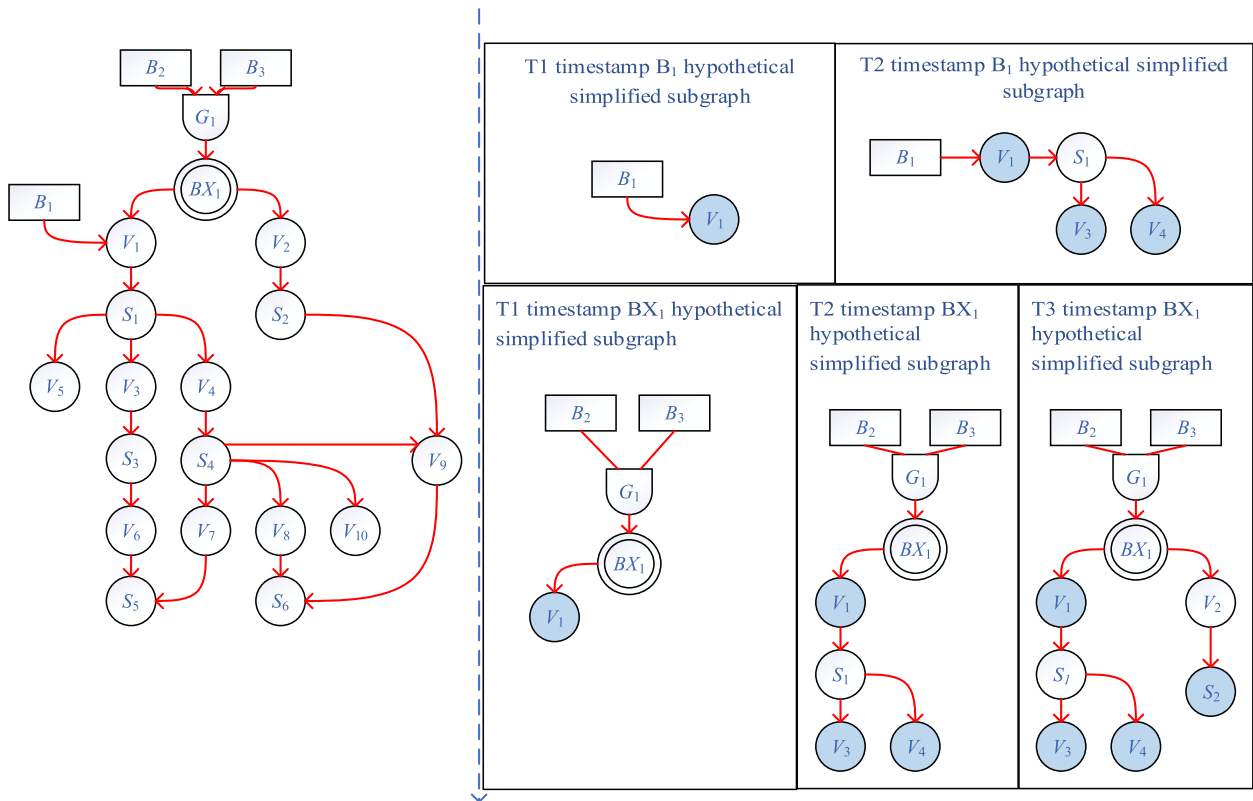 B2 B3
G1
BX1
B1
V1 V2
S1 S2
V5 V3 V4
S3 S4 V9
V6 V7 V8 V10
S5 S6
T1 timestamp B1 hypothetical
simplified subgraph
B1
V1
T2 timestamp B1 hypothetical simplified
subgraph
B1 V1 S1
V3 V4
T1 timestamp BX1 hypothetical
simplified subgraph
B2 B3
G1
BX1
V1
T2 timestamp BX1
hypothetical
simplified subgraph
B2 B3
G1
BX1
V1
S1
V3 V4
T3 timestamp BX1
hypothetical
simplified subgraph
B2 B3
G1
BX1
V1 V2
S1 S2
V3 V4